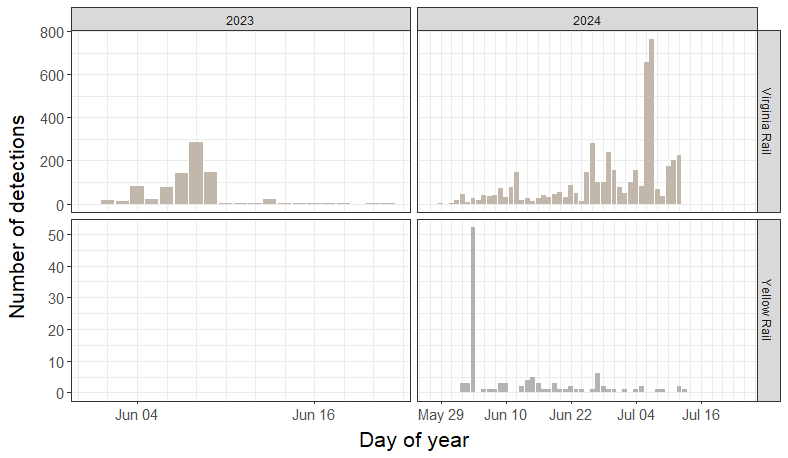 2023
2024
800
600
400
200
0
Virginia Rail
50
40
30
20
10
0
Yellow Rail
Number of detections
Jun 04
Jun 16
May 29
Jun 10
Jun 22
Jul 04
Jul 16
Day of year